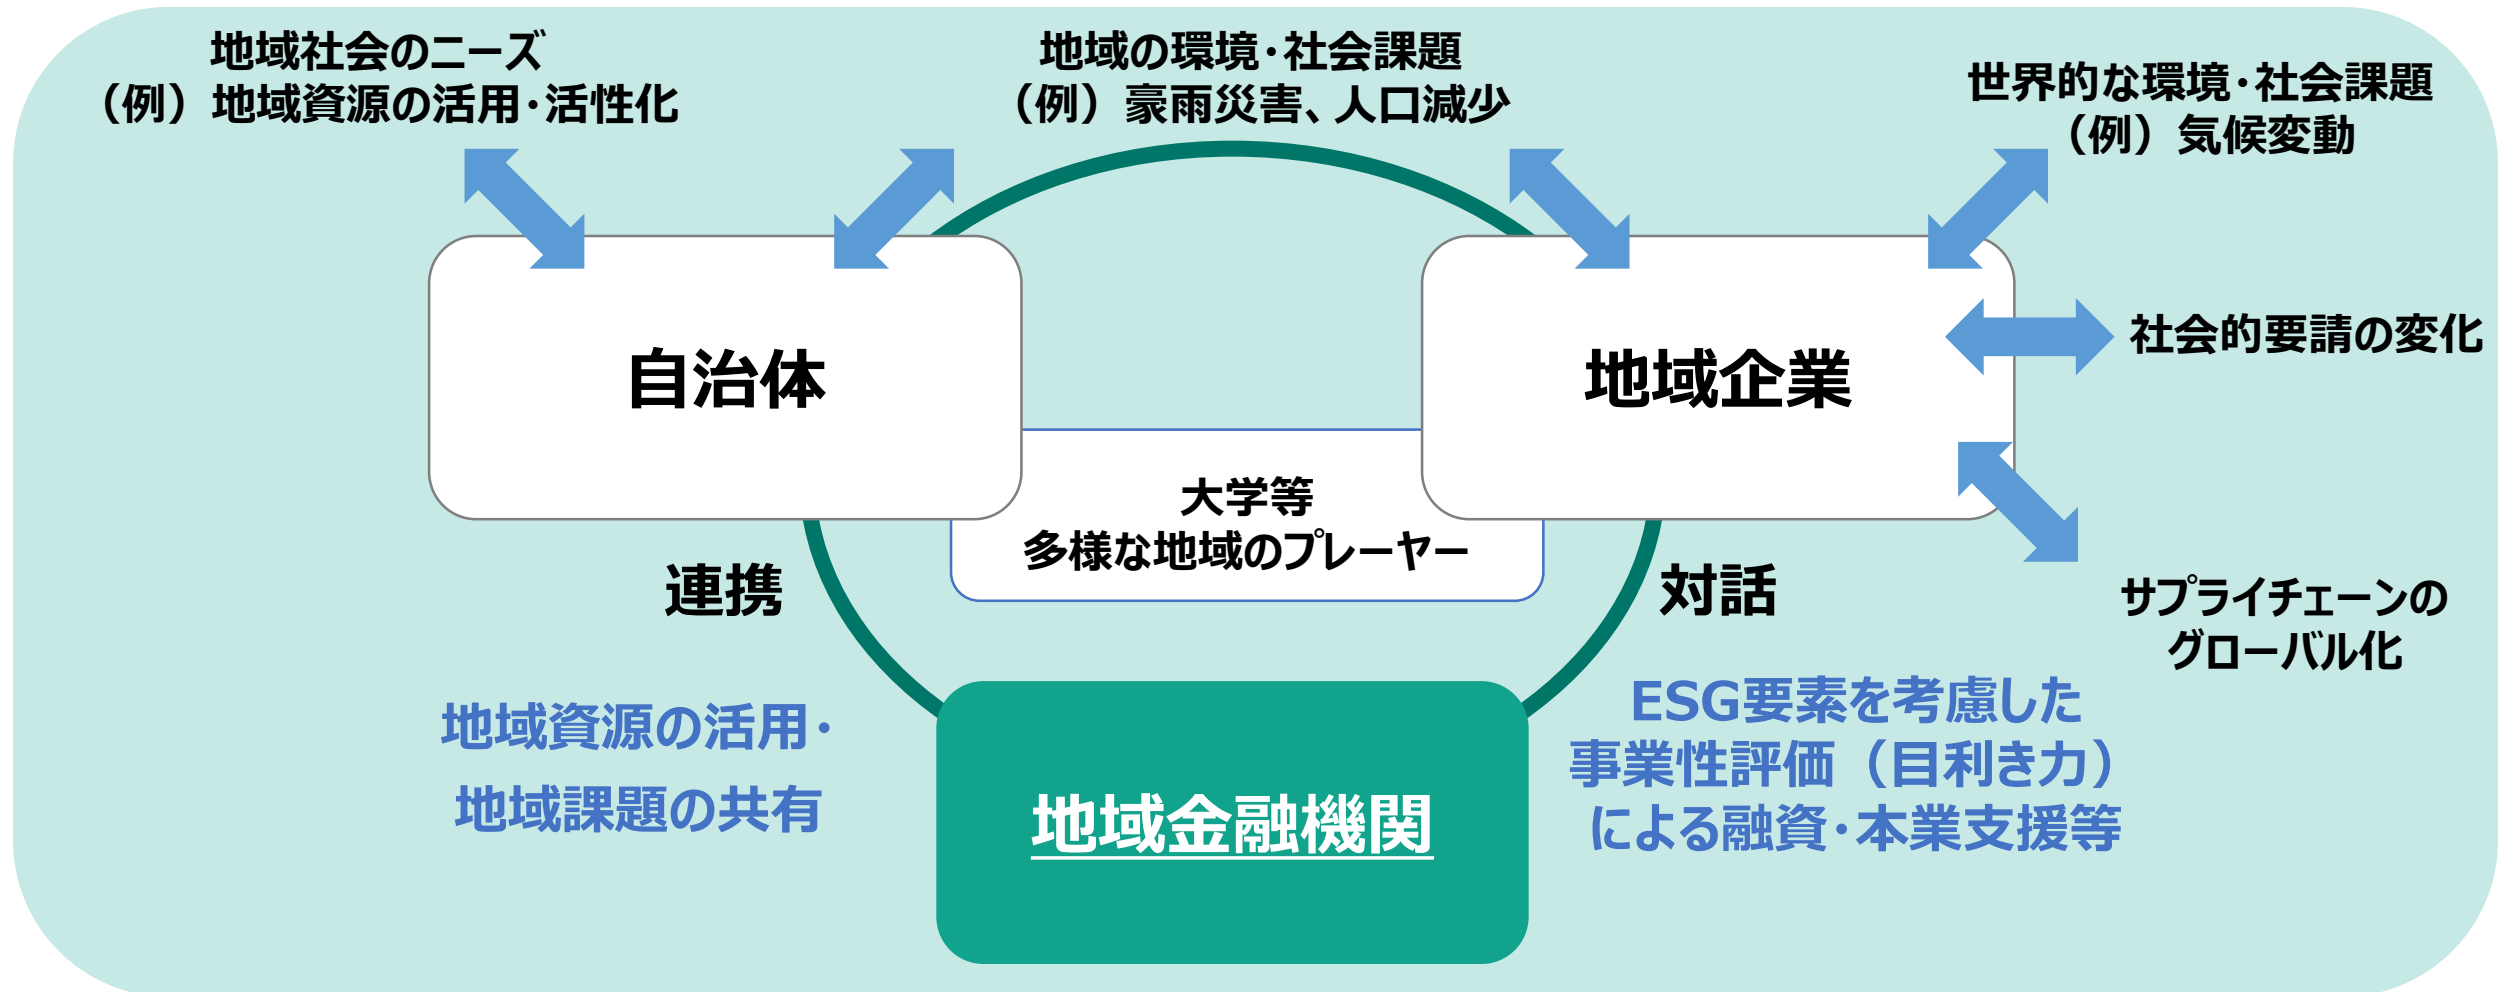 地域社会のニーズ
（例）地域資源の活用・活性化
地域の環境・社会課題
（例）豪雨災害、人口減少
世界的な環境・社会課題
（例）気候変動
自治体
地域企業
社会的要請の変化
大学等
多様な地域のプレーヤー
連携
対話
サプライチェーンの
グローバル化
地域資源の活用・
地域課題の共有
ESG要素を考慮した
事業性評価（目利き力）
による融資・本業支援等
地域金融機関